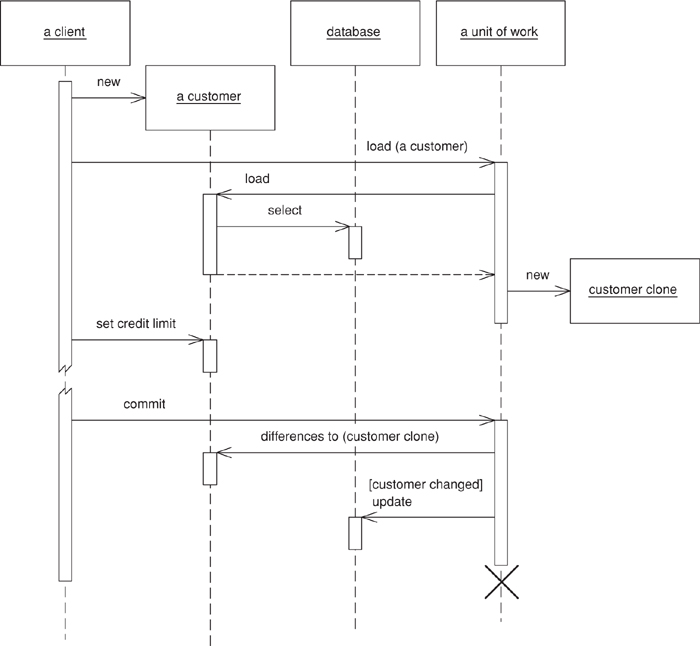 a client
database
a unit of work
new
a customer
load (a customer)
load
select
new
customer clone
set credit limit
commit
differences to (customer clone)
[customer changed]
update